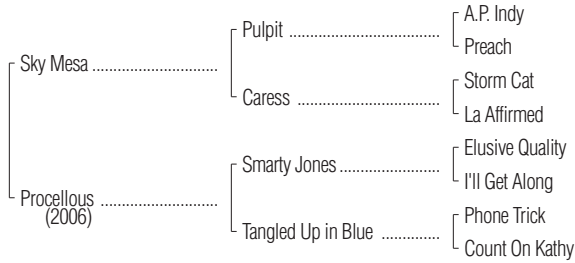 A.P. Indy
Pulpit ..............................
Preach
Sky Mesa ...............................
Storm Cat
Caress ..................................
La Affirmed
Elusive Quality
Smarty Jones ........................
I'll Get Along
Procellous .............................
(2006)
Phone Trick
Tangled Up in Blue ...............
Count On Kathy